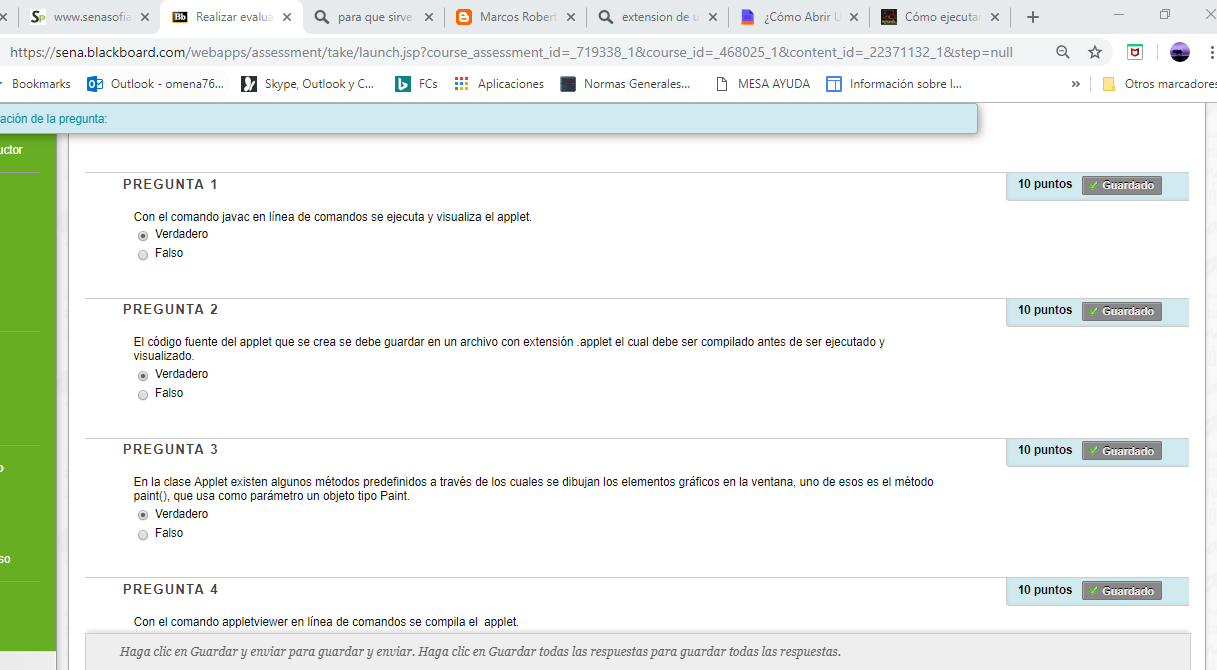 www.senasofia
Bb Realizar evalua
para que sirve
Marcos Robert
extension de u
¿Cómo Abrir U
Cómo ejecutar
https://sena.blackboard.com/webapps/assessment/take/launch.jsp?course_assessment_id=_719338_1&course_id=_468025_1&content_id=_22371132_1&step=null
Bookmarks
Outlook - omena76...
Skype, Outlook y C...
FCs
Aplicaciones
Normas Generales...
MESA AYUDA
Información sobre l...
»
Otros marcadores
ación de la pregunta:
uctor
PREGUNTA 1
10 puntos
Guardado
Con el comando javac en línea de comandos se ejecuta y visualiza el applet.
Verdadero
Falso
PREGUNTA 2
10 puntos
Guardado
El código fuente del applet que se crea se debe guardar en un archivo con extensión .applet el cual debe ser compilado antes de ser ejecutado y
visualizado.
Verdadero
Falso
PREGUNTA 3
10 puntos
Guardado
En la clase Applet existen algunos métodos predefinidos a través de los cuales se dibujan los elementos gráficos en la ventana, uno de esos es el método
paint(), que usa como parámetro un objeto tipo Paint.
Verdadero
Falso
o
so
PREGUNTA 4
10 puntos
Guardado
Con el comando appletviewer en línea de comandos se compila el applet.
Haga clic en Guardar y enviar para guardar y enviar. Haga clic en Guardar todas las respuestas para guardar todas las respuestas.